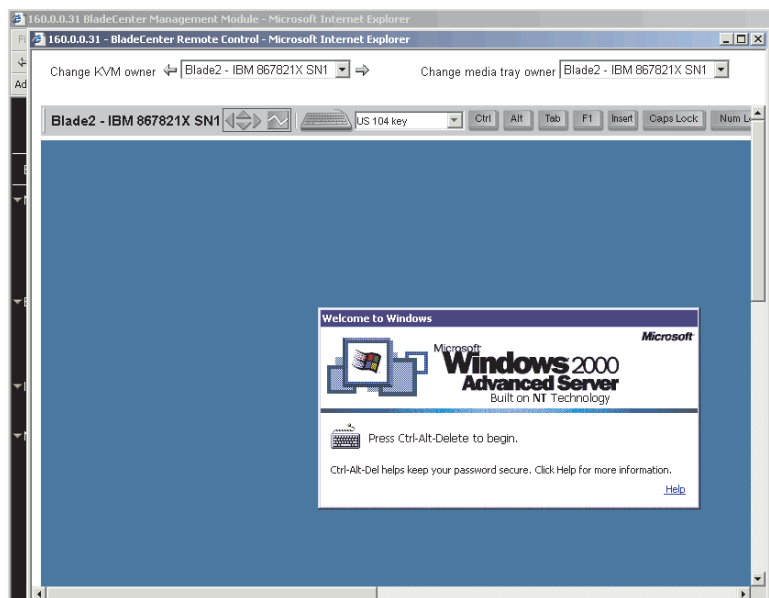 160.0.0.31 BladeCenter Management Module - Microsoft Internet Explorer
160.0.0.31 - BladeCenter Remote Control - Microsoft Internet Explorer
Change KVM owner Blade2 - IBM 867821X SN1 Change media tray owner Blade2 - IBM 867821X SN1
Ad
Blade2 - IBM 867821X SN1 US 104 key Ctrl Alt Tab F1 Insert Caps Lock Num L
Welcome to Windows
Microsoft
Microsoft
Windows 2000
Advanced Server
Built on NT Technology
Press Ctrl-Alt-Delete to begin.
Ctrl-Alt-Del helps keep your password secure. Click Help for more information.
Help